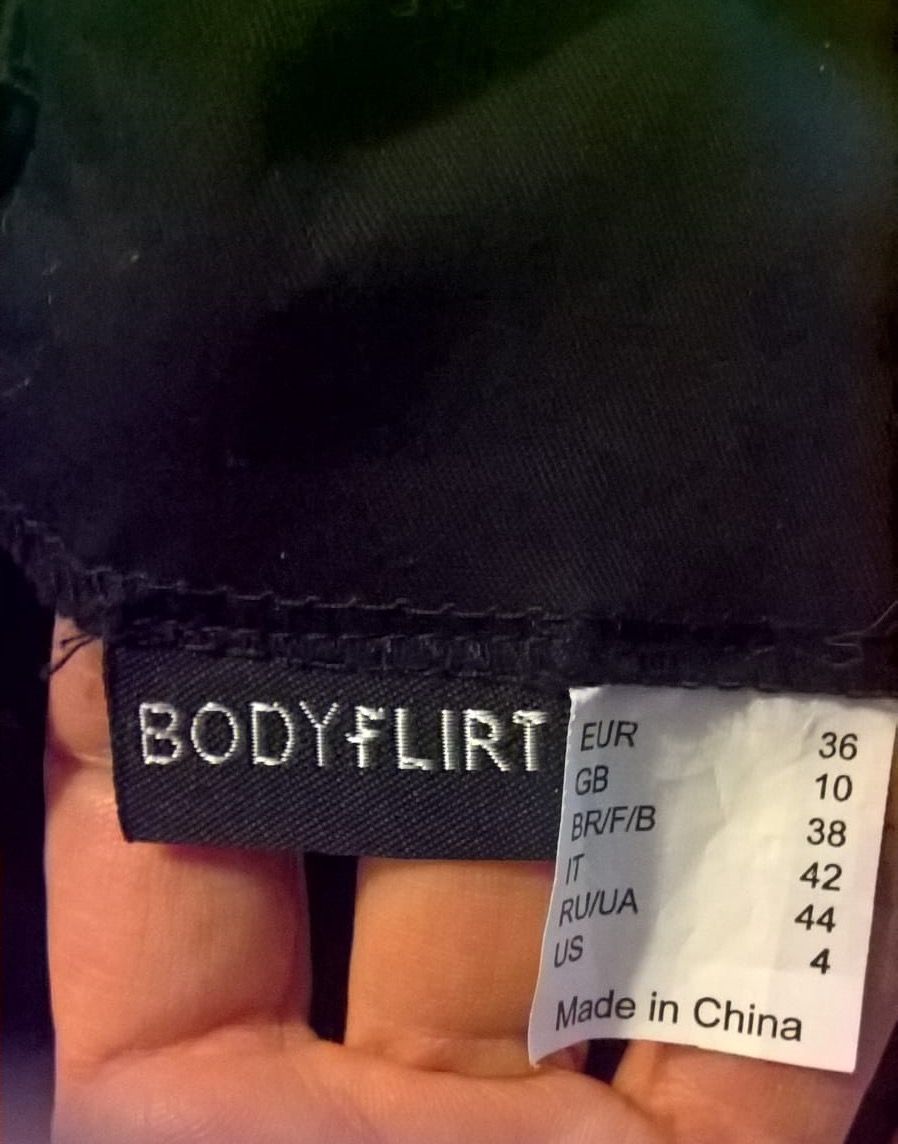 BODYFLIRT
EUR 36
GB 10
BR/F/B 38
IT 42
RU/UA 44
US 4
Made in China